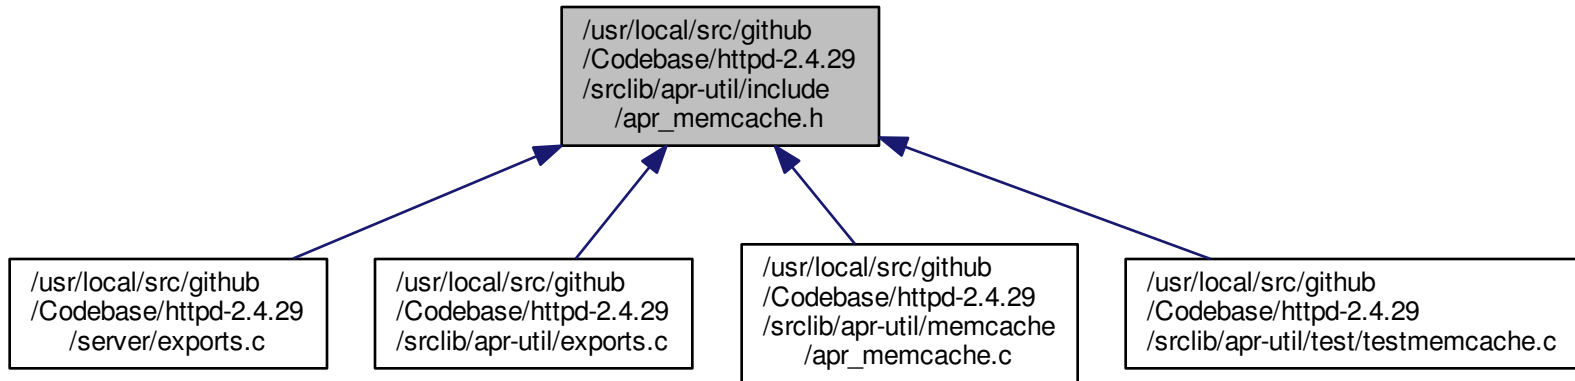 /usr/local/src/github
/Codebase/httpd-2.4.29
/srclib/apr-util/include
/apr_memcache.h
/usr/local/src/github
/Codebase/httpd-2.4.29
/server/exports.c
/usr/local/src/github
/Codebase/httpd-2.4.29
/srclib/apr-util/exports.c
/usr/local/src/github
/Codebase/httpd-2.4.29
/srclib/apr-util/memcache
/apr_memcache.c
/usr/local/src/github
/Codebase/httpd-2.4.29
/srclib/apr-util/test/testmemcache.c